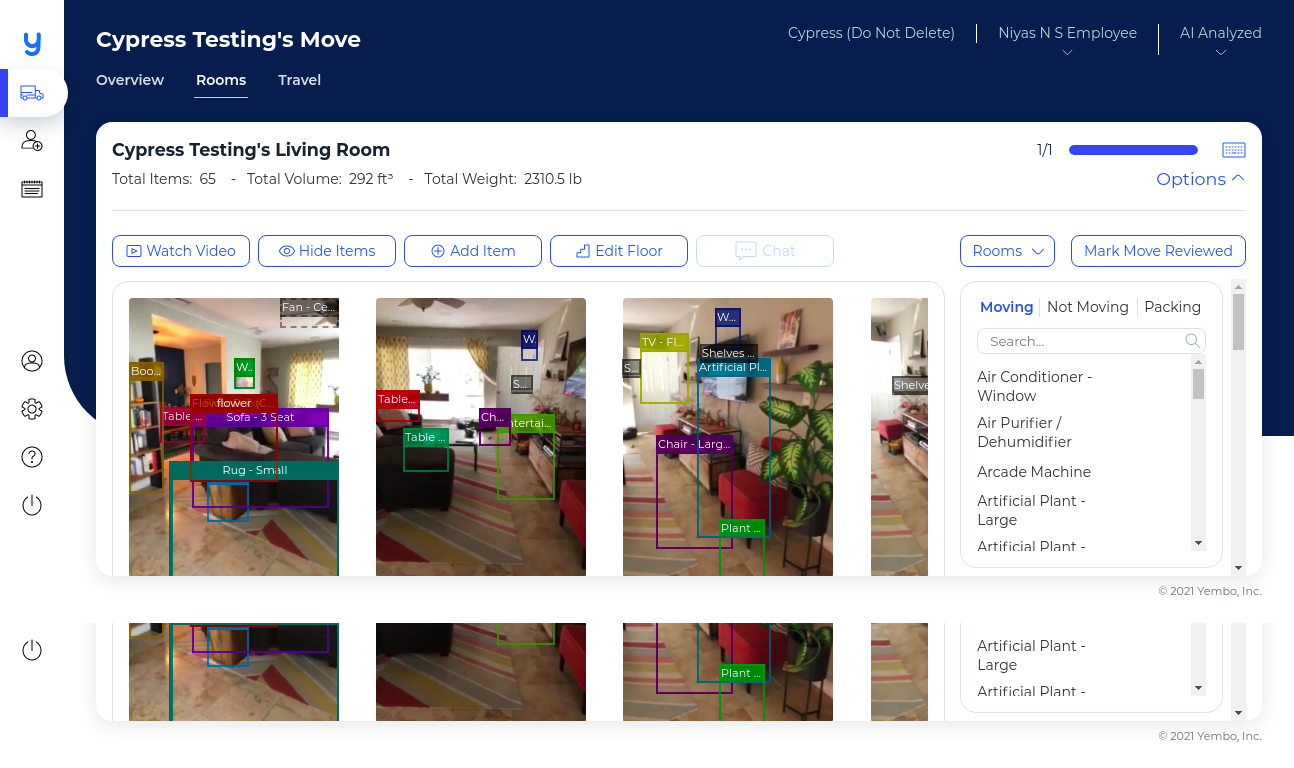 y
Cypress Testing's Move
Cypress (Do Not Delete)
Niyas N S Employee
AI Analyzed
Overview
Rooms
Travel
Cypress Testing's Living Room
1/1
Total Items: 65 - Total Volume: 292 ft³ - Total Weight: 2310.5 lb
Options
Watch Video
Hide Items
Add Item
Edit Floor
Chat
Rooms
Mark Move Reviewed
Moving
Not Moving
Packing
Search...
Air Conditioner -
Window
Air Purifier /
Dehumidifier
Arcade Machine
Artificial Plant -
Large
Artificial Plant -
Fan - Ce...
Boo...
W..
flower
Table ...
Sofa - 3 Seat
Rug - Small
W.
S...
Table...
Ch...
ntertai...
Table ...
W...
TV - Fl...
Shelves ...
S...
Artificial Pl...
Chair - Larg...
Plant ...
Shelve
© 2021 Yembo, Inc.
Artificial Plant -
Large
Artificial Plant -
Plant ...
© 2021 Yembo, Inc.